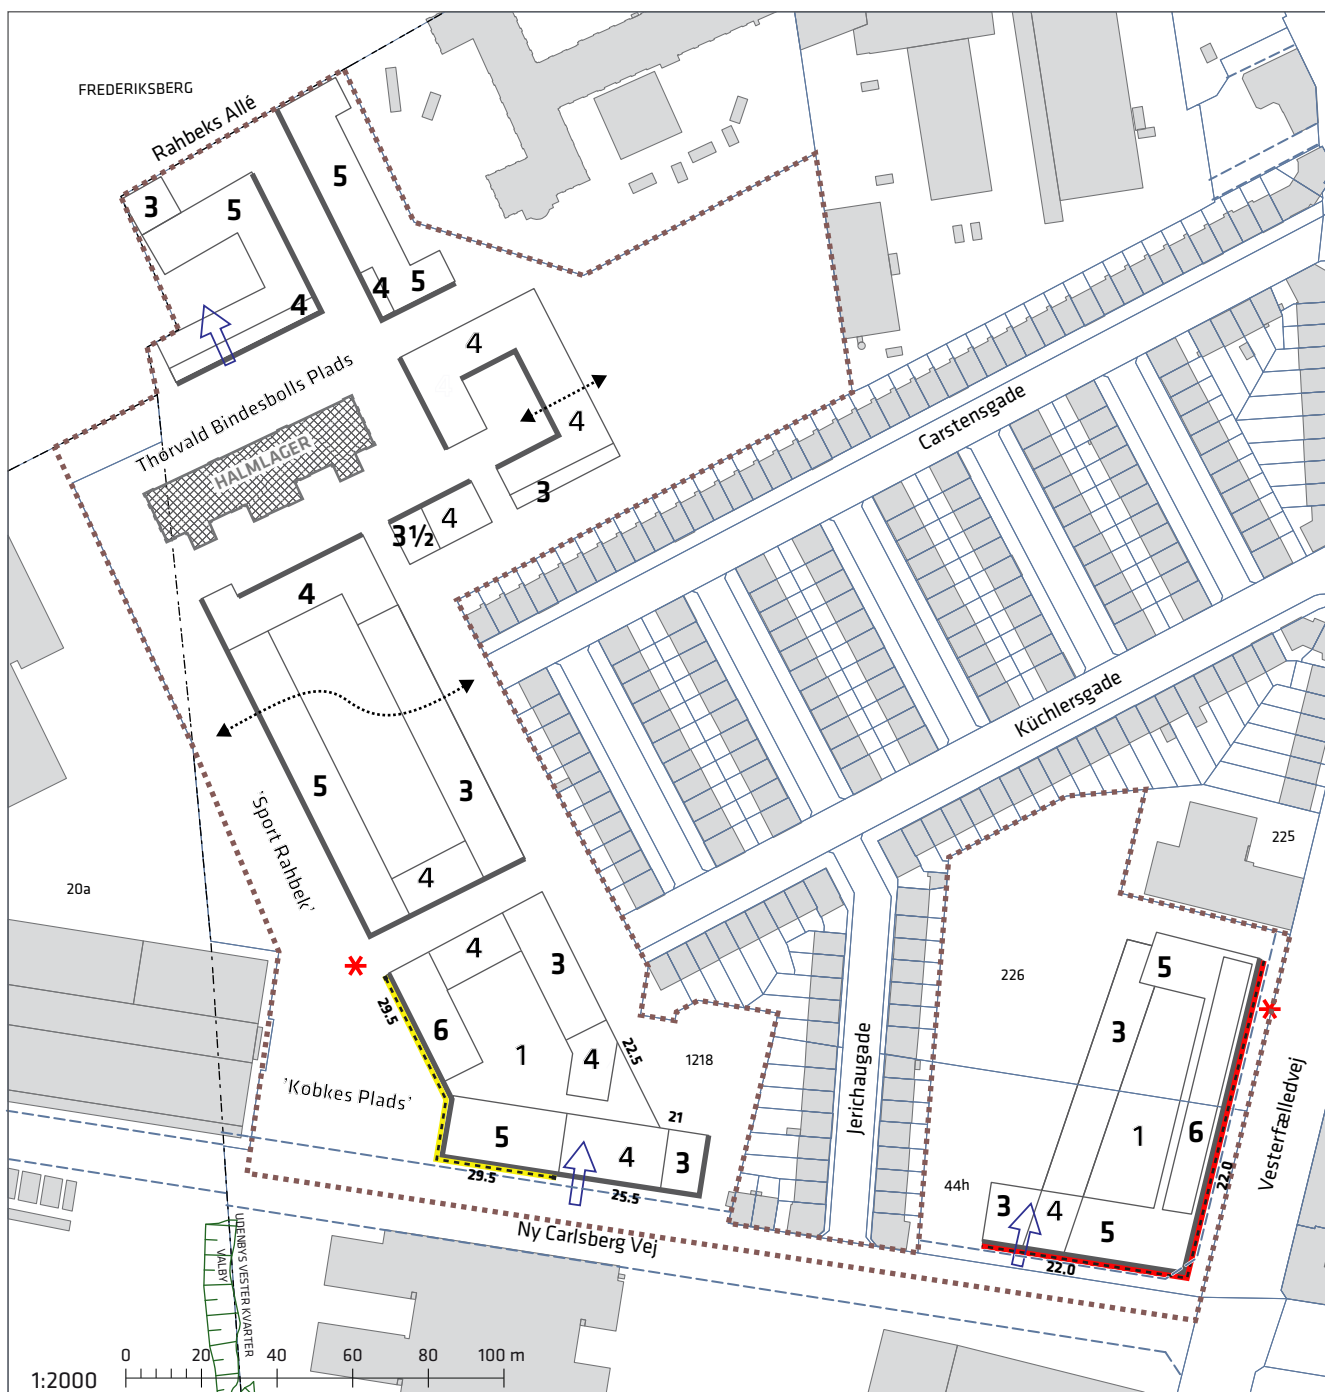 FREDERIKSBERG
Rahbeks Allé
3
5
5
4
4
5
Thorvald Bindesbolls Plads
HALMLAGER
4
4
3
3½
4
4
5
3
4
'Sport Rahbek'
Carstensgade
Küchlersgade
20a
225
226
4
3
29.5
6
1
4
22.5
1218
21
'Kobkes Plads'
5
4
3
29.5
25.5
Jerichaugade
5
3
1
6
22.0
Vesterfælledvej
44h
3
4
5
22.0
Ny Carlsberg Vej
UDENBYS VESTER KVARTER
VALBY
0 20 40 60 80 100 m
1:2000